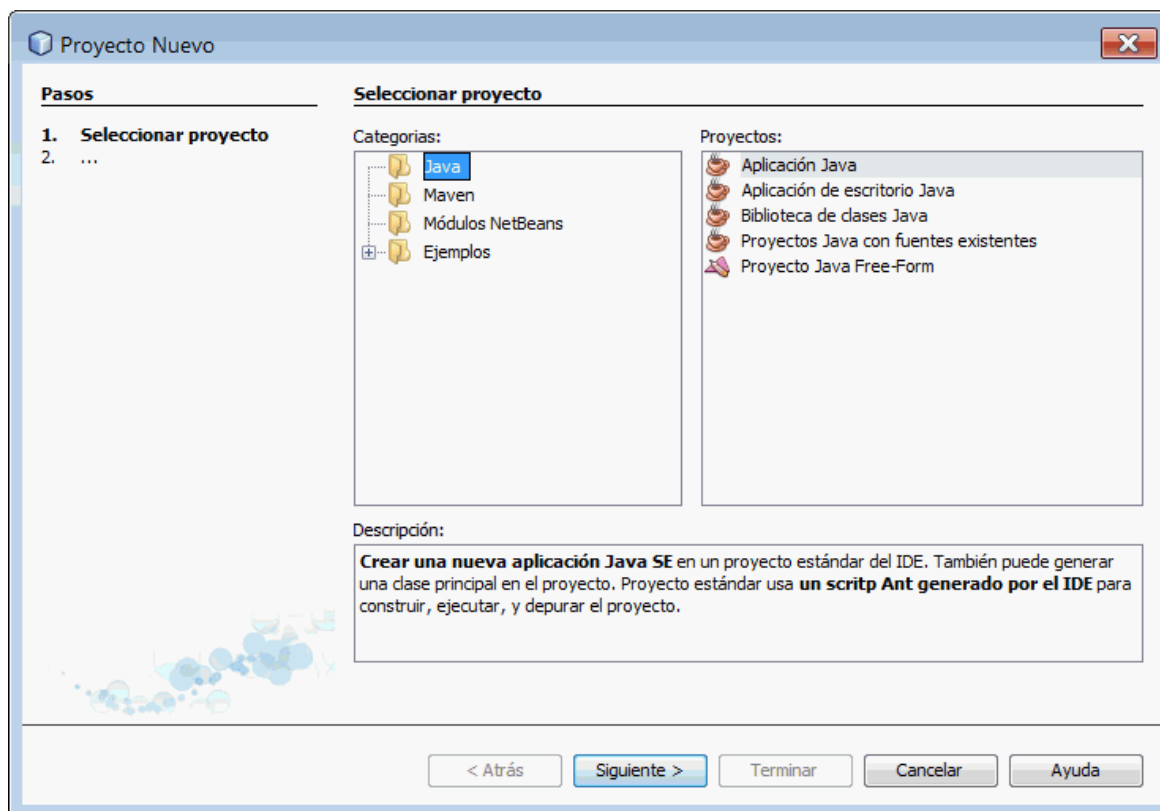 Proyecto Nuevo
Pasos
1. Seleccionar proyecto
2. ...
Seleccionar proyecto
Categorias:
Java
Maven
Módulos NetBeans
Ejemplos
Proyectos:
Aplicación Java
Aplicación de escritorio Java
Biblioteca de clases Java
Proyectos Java con fuentes existentes
Proyecto Java Free-Form
Descripción:
Crear una nueva aplicación Java SE en un proyecto estándar del IDE. También puede generar
una clase principal en el proyecto. Proyecto estándar usa un scritp Ant generado por el IDE para
construir, ejecutar, y depurar el proyecto.
< Atrás
Siguiente >
Terminar
Cancelar
Ayuda